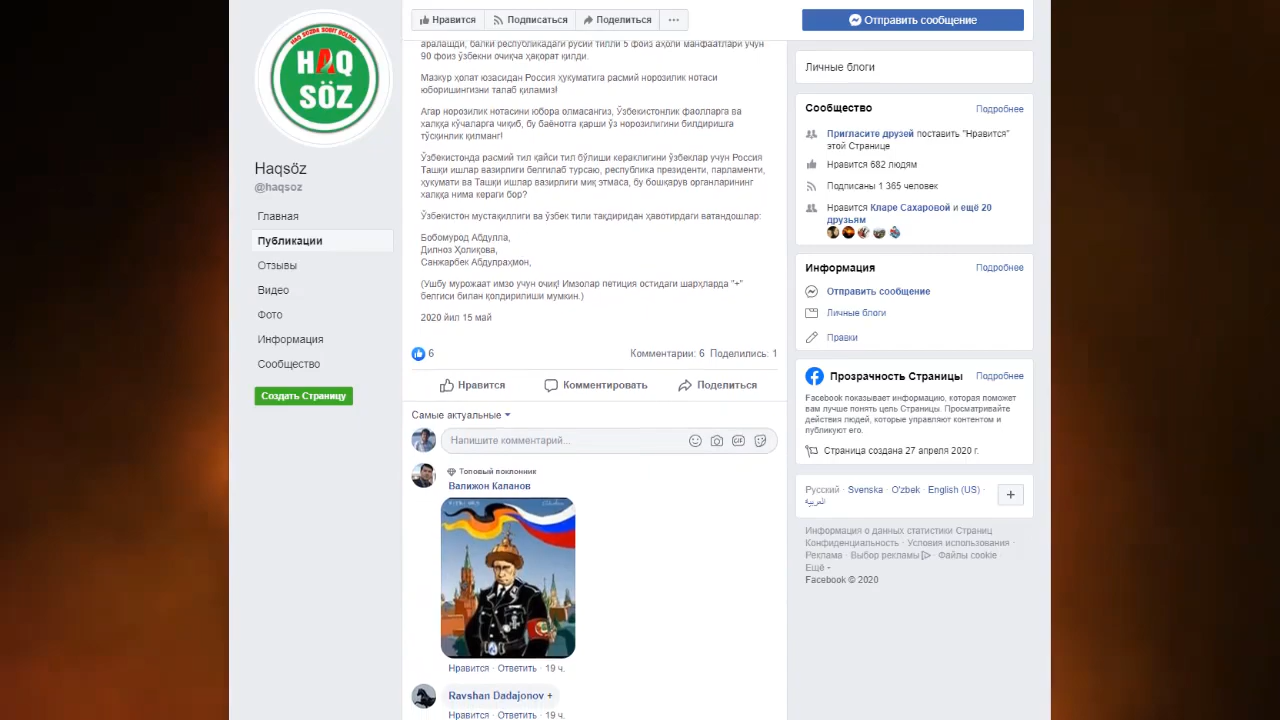 HAQ SÖZDA SOBIT BÖLING
HAQ
SÖZ
Haqsöz
@haqsoz
Главная
Публикации
Отзывы
Видео
Фото
Информация
Сообщество
Создать Страницу
Нравится
Подписаться
Поделиться
...
аралашди, балки республикадаги русий тилли 5 фоиз аҳоли манфаатлари учун
90 фоиз ўзбекни очиқча ҳақорат қилди.
Мазкур ҳолат юзасидан Россия ҳукуматига расмий норозилик нотаси
юборишингизни талаб қиламиз!
Агар норозилик нотасини юбора олмасангиз, Ўзбекистонлик фаолларга ва
халққа кўчаларга чиқиб, бу баёнотга қарши ўз норозилигини билдиришга
тўсқинлик қилманг!
Ўзбекистонда расмий тил қайси тил бўлиши кераклигини ўзбеклар учун Россия
Ташқи ишлар вазирлиги белгилаб турсаю, республика президенти, парламенти,
ҳукумати ва Ташқи ишлар вазирлиги миқ этмаса, бу бошқарув органларининг
халққа нима кераги бор?
Ўзбекистон мустақиллиги ва ўзбек тили тақдиридан ҳавотирдаги ватандошлар:
Бобомурод Абдулла,
Дилноз Ҳолиқова,
Санжарбек Абдулраҳмон,
(Ушбу мурожаат имзо учун очиқ! Имзолар петиция остидаги шарҳларда "+"
белгиси билан қолдирилиши мумкин.)
2020 йил 15 май
6
Комментарии: 6 Поделились: 1
Нравится
Комментировать
Поделиться
Самые актуальные
Напишите комментарий...
GIF
Топовый поклонник
Валижон Каланов
Нравится · Ответить · 19 ч.
Ravshan Dadajonov +
Нравится · Ответить · 19 ч.
Отправить сообщение
Личные блоги
Сообщество
Подробнее
Пригласите друзей поставить "Нравится"
этой Странице
Нравится 682 людям
Подписаны 1 365 человек
Нравится Кларе Сахаровой и ещё 20
друзьям
Информация
Подробнее
Отправить сообщение
Личные блоги
Правки
Прозрачность Страницы
Подробнее
Facebook показывает информацию, которая поможет
вам лучше понять цель Страницы. Просматривайте
действия людей, которые управляют контентом и
публикуют его.
Страница создана 27 апреля 2020 г.
Русский · Svenska · O'zbek · English (US) ·
العربية
+
Информация о данных статистики Страниц
Конфиденциальность · Условия использования ·
Реклама · Выбор рекламы · Файлы cookie ·
Ещё
Facebook © 2020